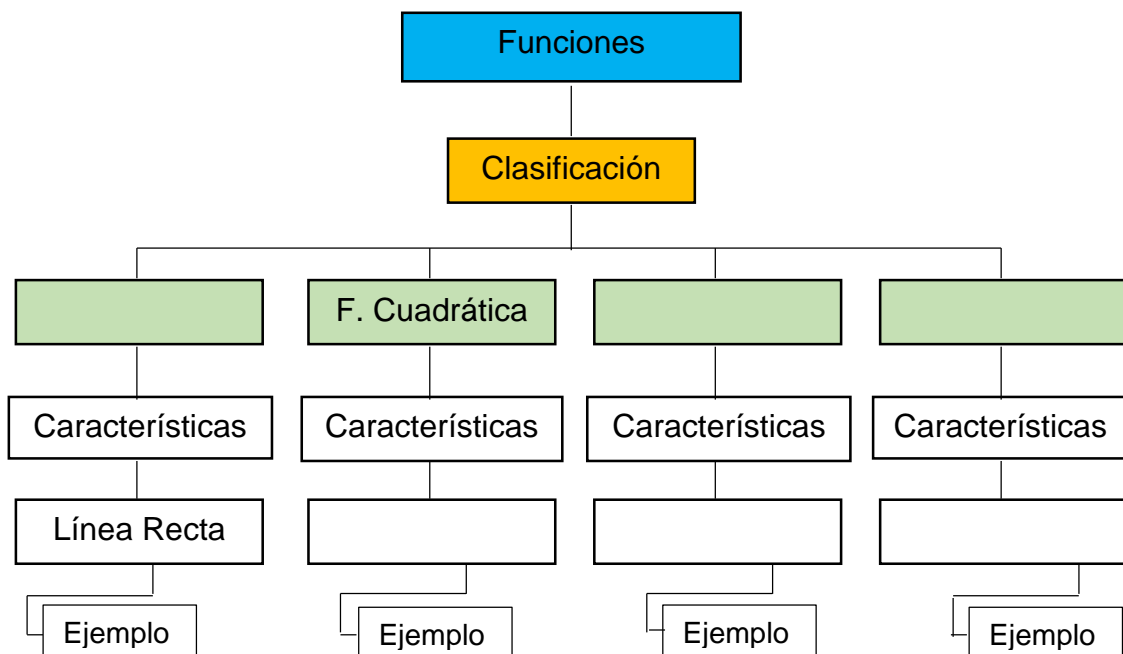 Funciones
Clasificación
F. Cuadrática
Características
Características
Características
Características
Línea Recta
Ejemplo
Ejemplo
Ejemplo
Ejemplo